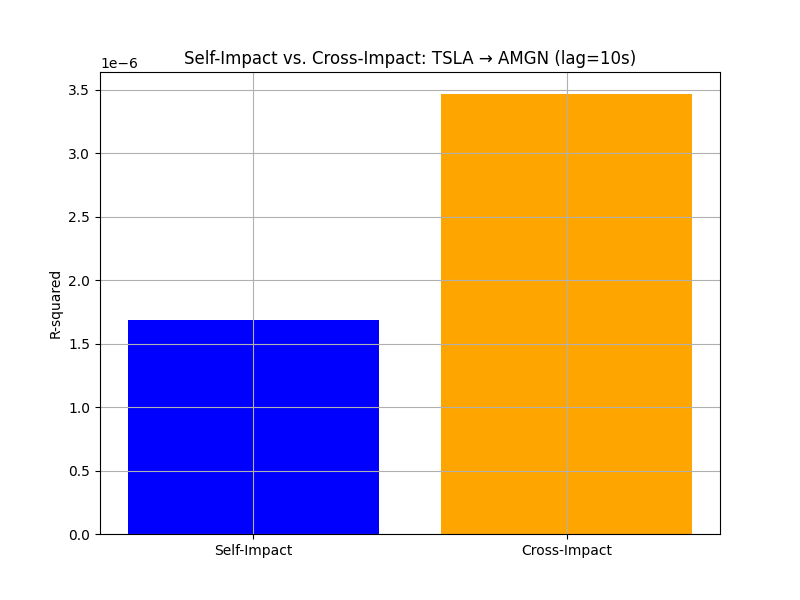 Self-Impact vs. Cross-Impact: TSLA → AMGN (lag=10s)
1e−6
3.5
3.0
2.5
2.0
1.5
1.0
0.5
0.0
R-squared
Self-Impact
Cross-Impact